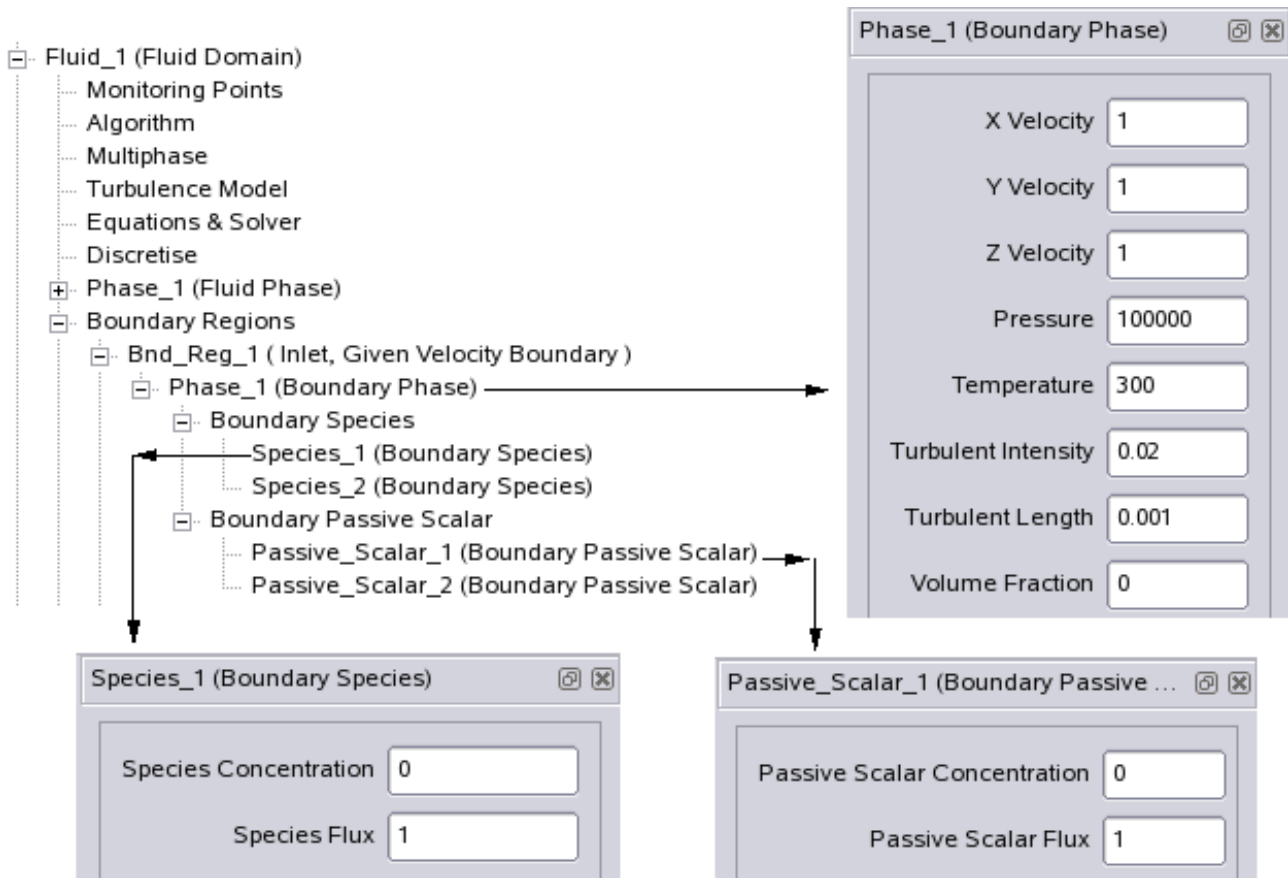 Fluid_1 (Fluid Domain)
Monitoring Points
Algorithm
Multiphase
Turbulence Model
Equations & Solver
Discretise
Phase_1 (Fluid Phase)
Boundary Regions
Bnd_Reg_1 ( Inlet, Given Velocity Boundary )
Phase_1 (Boundary Phase)
Boundary Species
Species_1 (Boundary Species)
Species_2 (Boundary Species)
Boundary Passive Scalar
Passive_Scalar_1 (Boundary Passive Scalar)
Passive_Scalar_2 (Boundary Passive Scalar)
Phase_1 (Boundary Phase)
X Velocity 1
Y Velocity 1
Z Velocity 1
Pressure 100000
Temperature 300
Turbulent Intensity 0.02
Turbulent Length 0.001
Volume Fraction 0
Species_1 (Boundary Species)
Species Concentration 0
Species Flux 1
Passive_Scalar_1 (Boundary Passive ...
Passive Scalar Concentration 0
Passive Scalar Flux 1